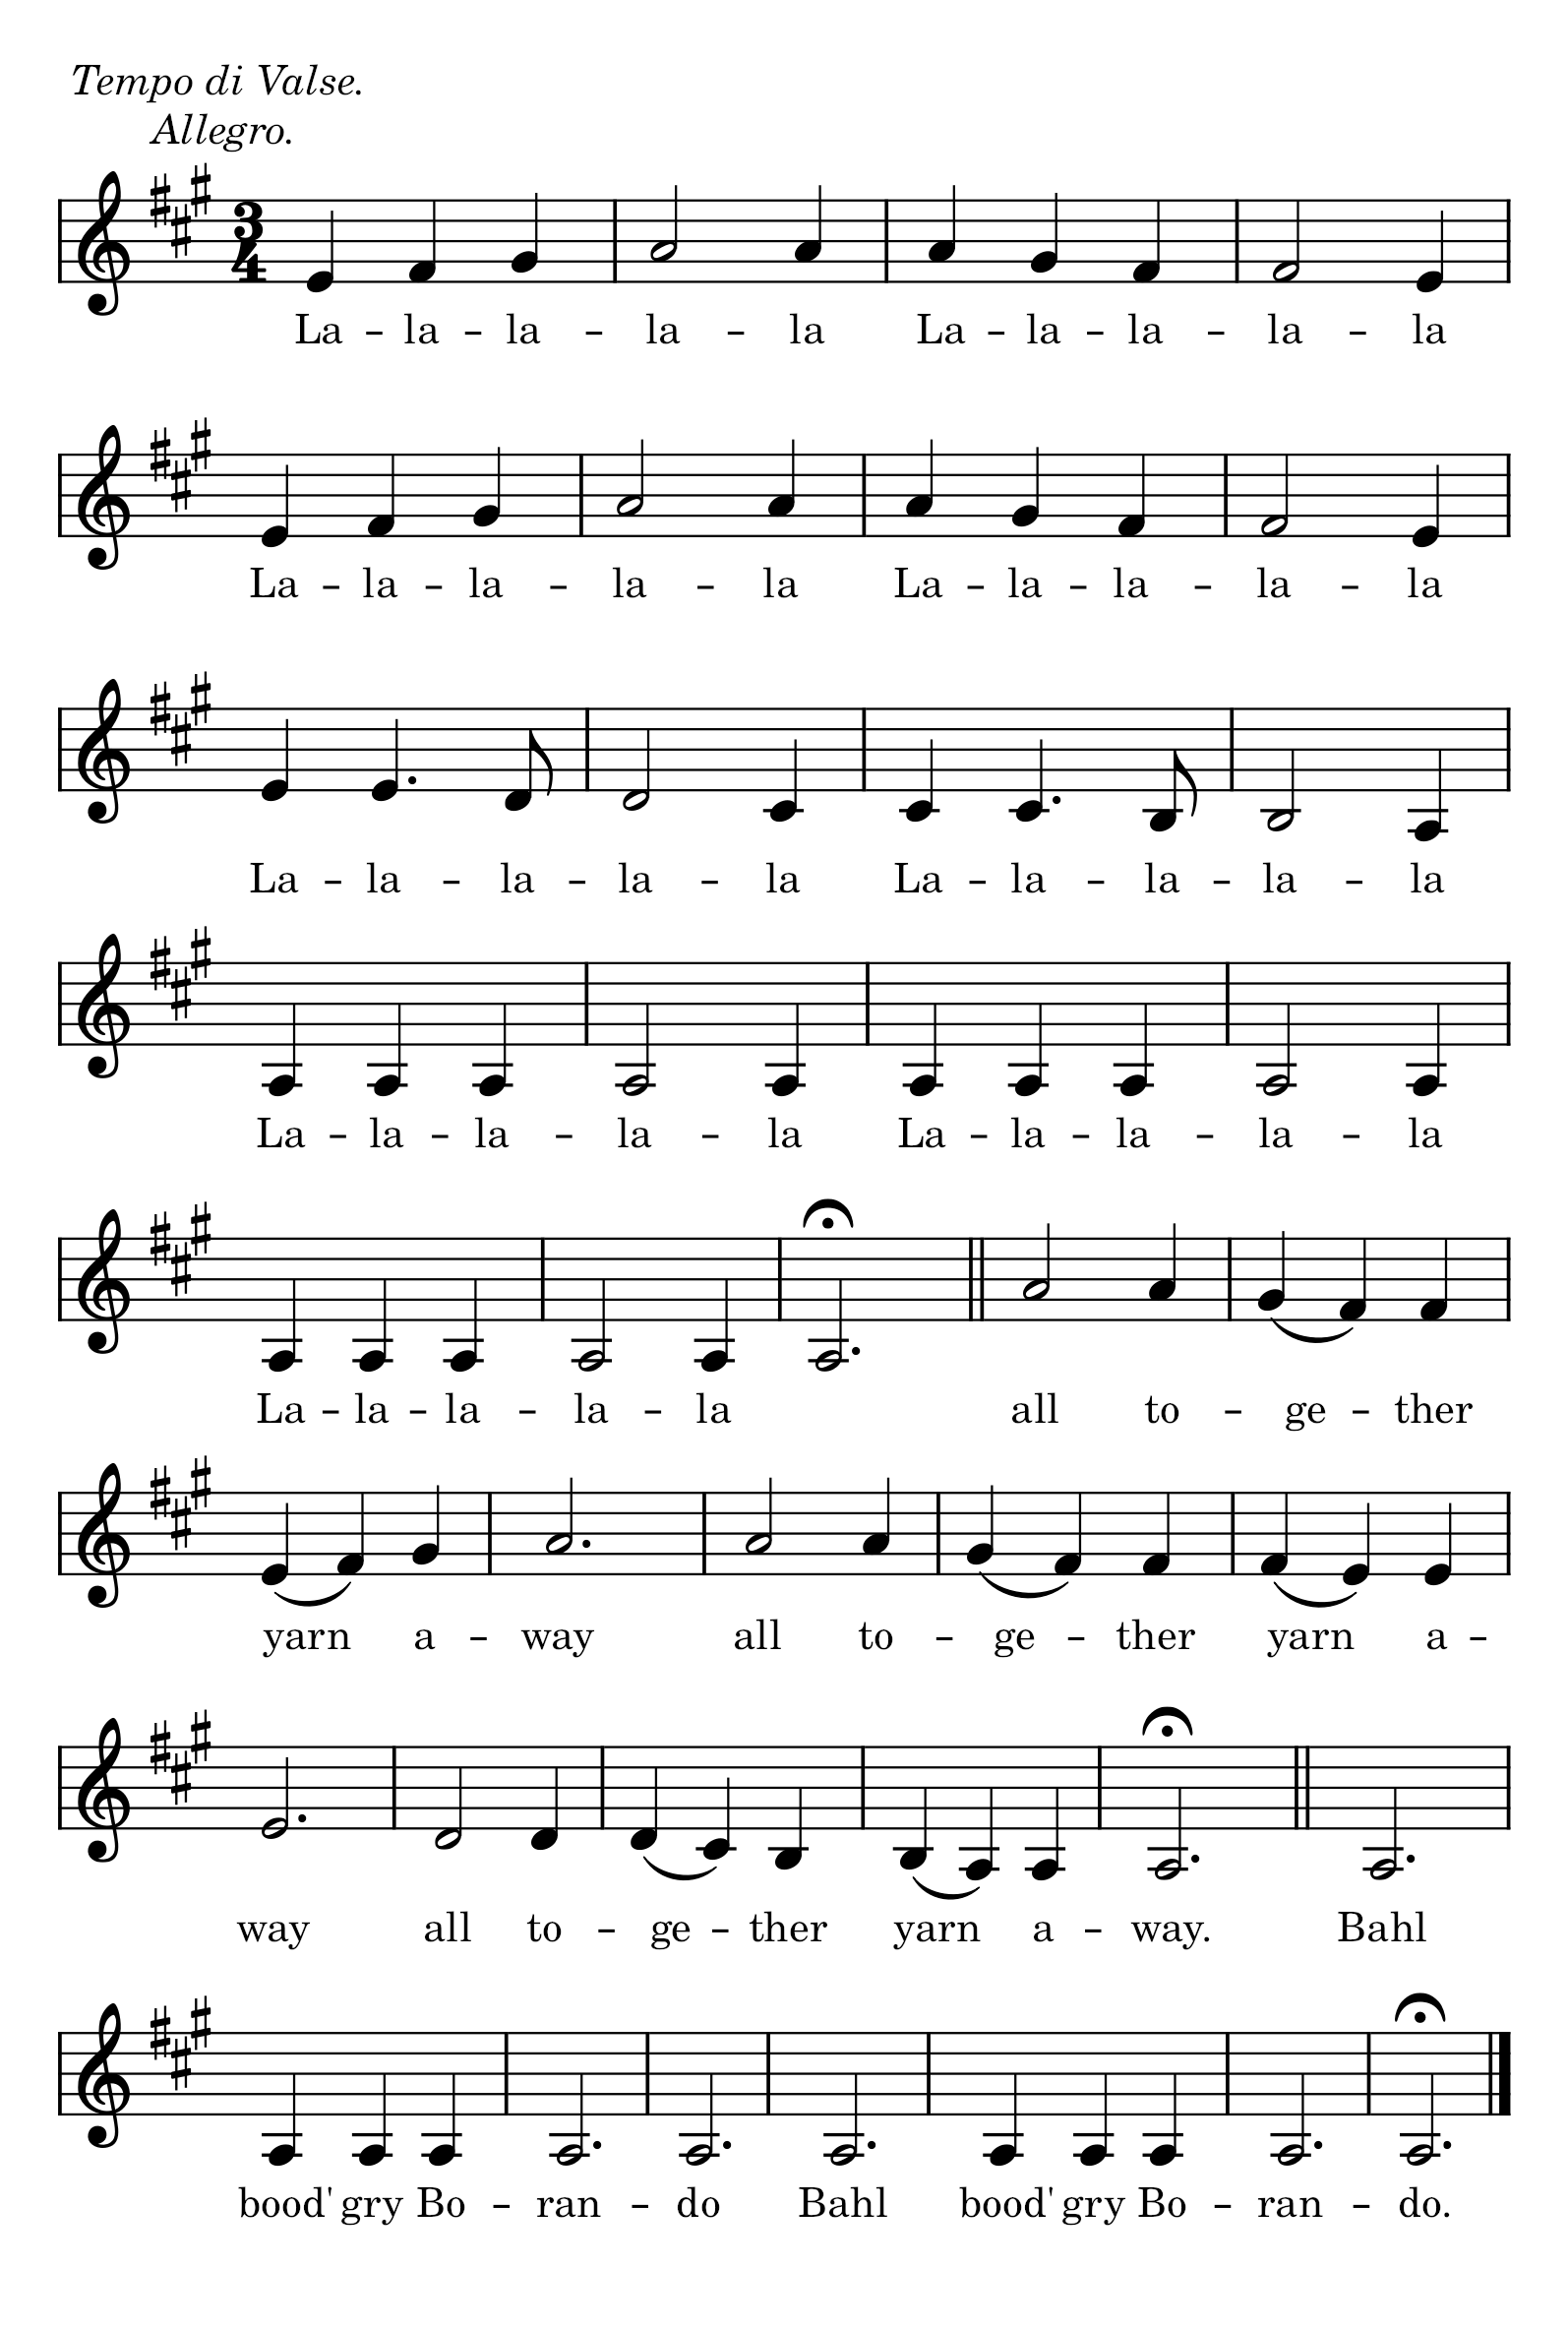 Tempo di Valse.
Allegro.
3
4
La – la – la – la – la La – la – la – la – la
La – la – la – la – la La – la – la – la – la
La – la – la – la – la La – la – la – la – la
La – la – la – la – la La – la – la – la – la
La – la – la – la – la all to – ge – ther
yarn a – way all to – ge – ther yarn a –
way all to – ge – ther yarn a – way. Bahl
bood' gry Bo – ran – do Bahl bood' gry Bo – ran – do.